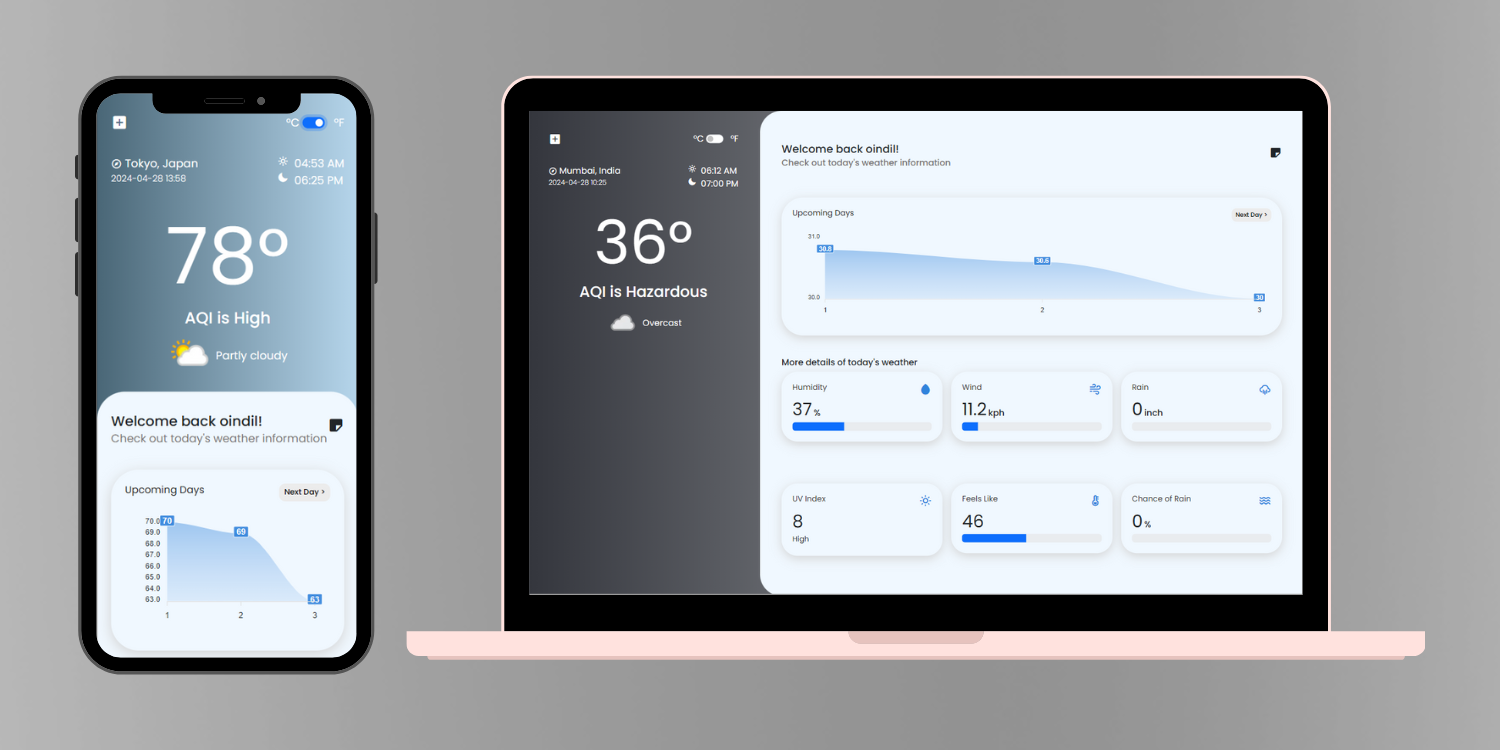 ºC ºF
Tokyo, Japan 04:53 AM
2024-04-28 13:58 06:25 PM
78º
AQI is High
Partly cloudy
Welcome back oindil!
Check out today's weather information
Upcoming Days Next Day >
70.0 70
69.0 69
68.0
67.0
66.0
65.0
64.0
63.0 63
1 2 3
ºC ºF
Mumbai, India 06:12 AM
2024-04-28 10:25 07:00 PM
36º
AQI is Hazardous
Overcast
Welcome back oindil!
Check out today's weather information
Upcoming Days Next Day >
31.0
30.8 30.6
30.0 30
1 2 3
More details of today's weather
Humidity Wind Rain
37 % 11.2 kph 0 inch
UV Index Feels Like Chance of Rain
8 46 0 %
High